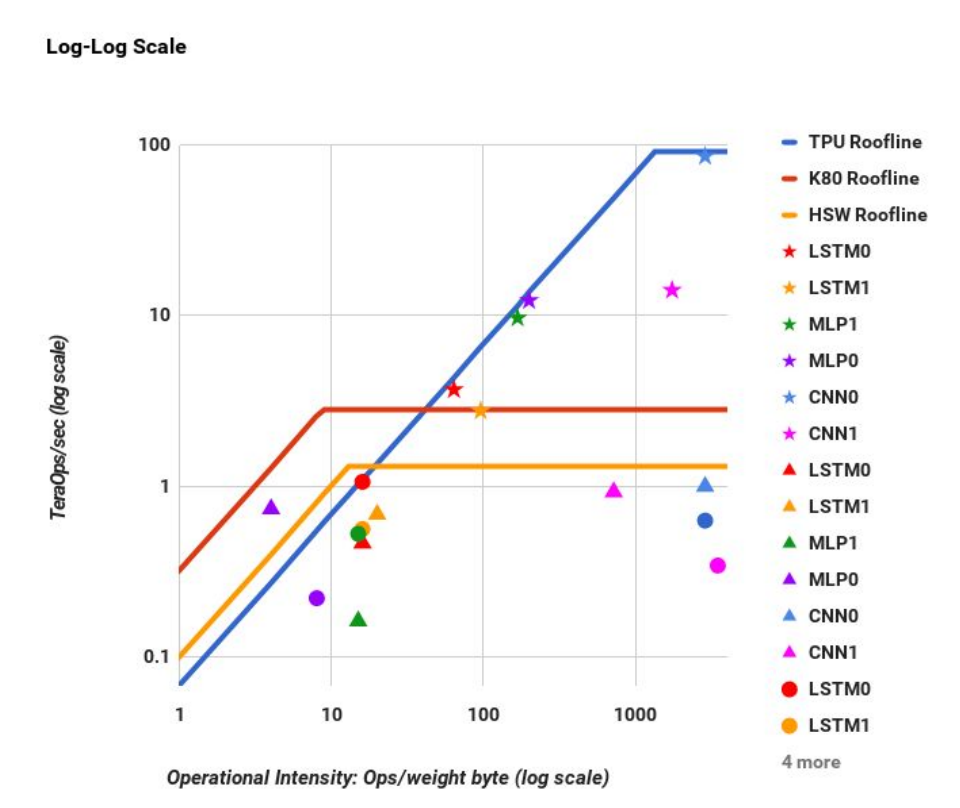 Log-Log Scale
100
10
1
0.1
TeraOps/sec (log scale)
1 10 100 1000
Operational Intensity: Ops/weight byte (log scale)
TPU Roofline
K80 Roofline
HSW Roofline
LSTM0
LSTM1
MLP1
MLP0
CNN0
CNN1
LSTM0
LSTM1
MLP1
MLP0
CNN0
CNN1
LSTM0
LSTM1
4 more